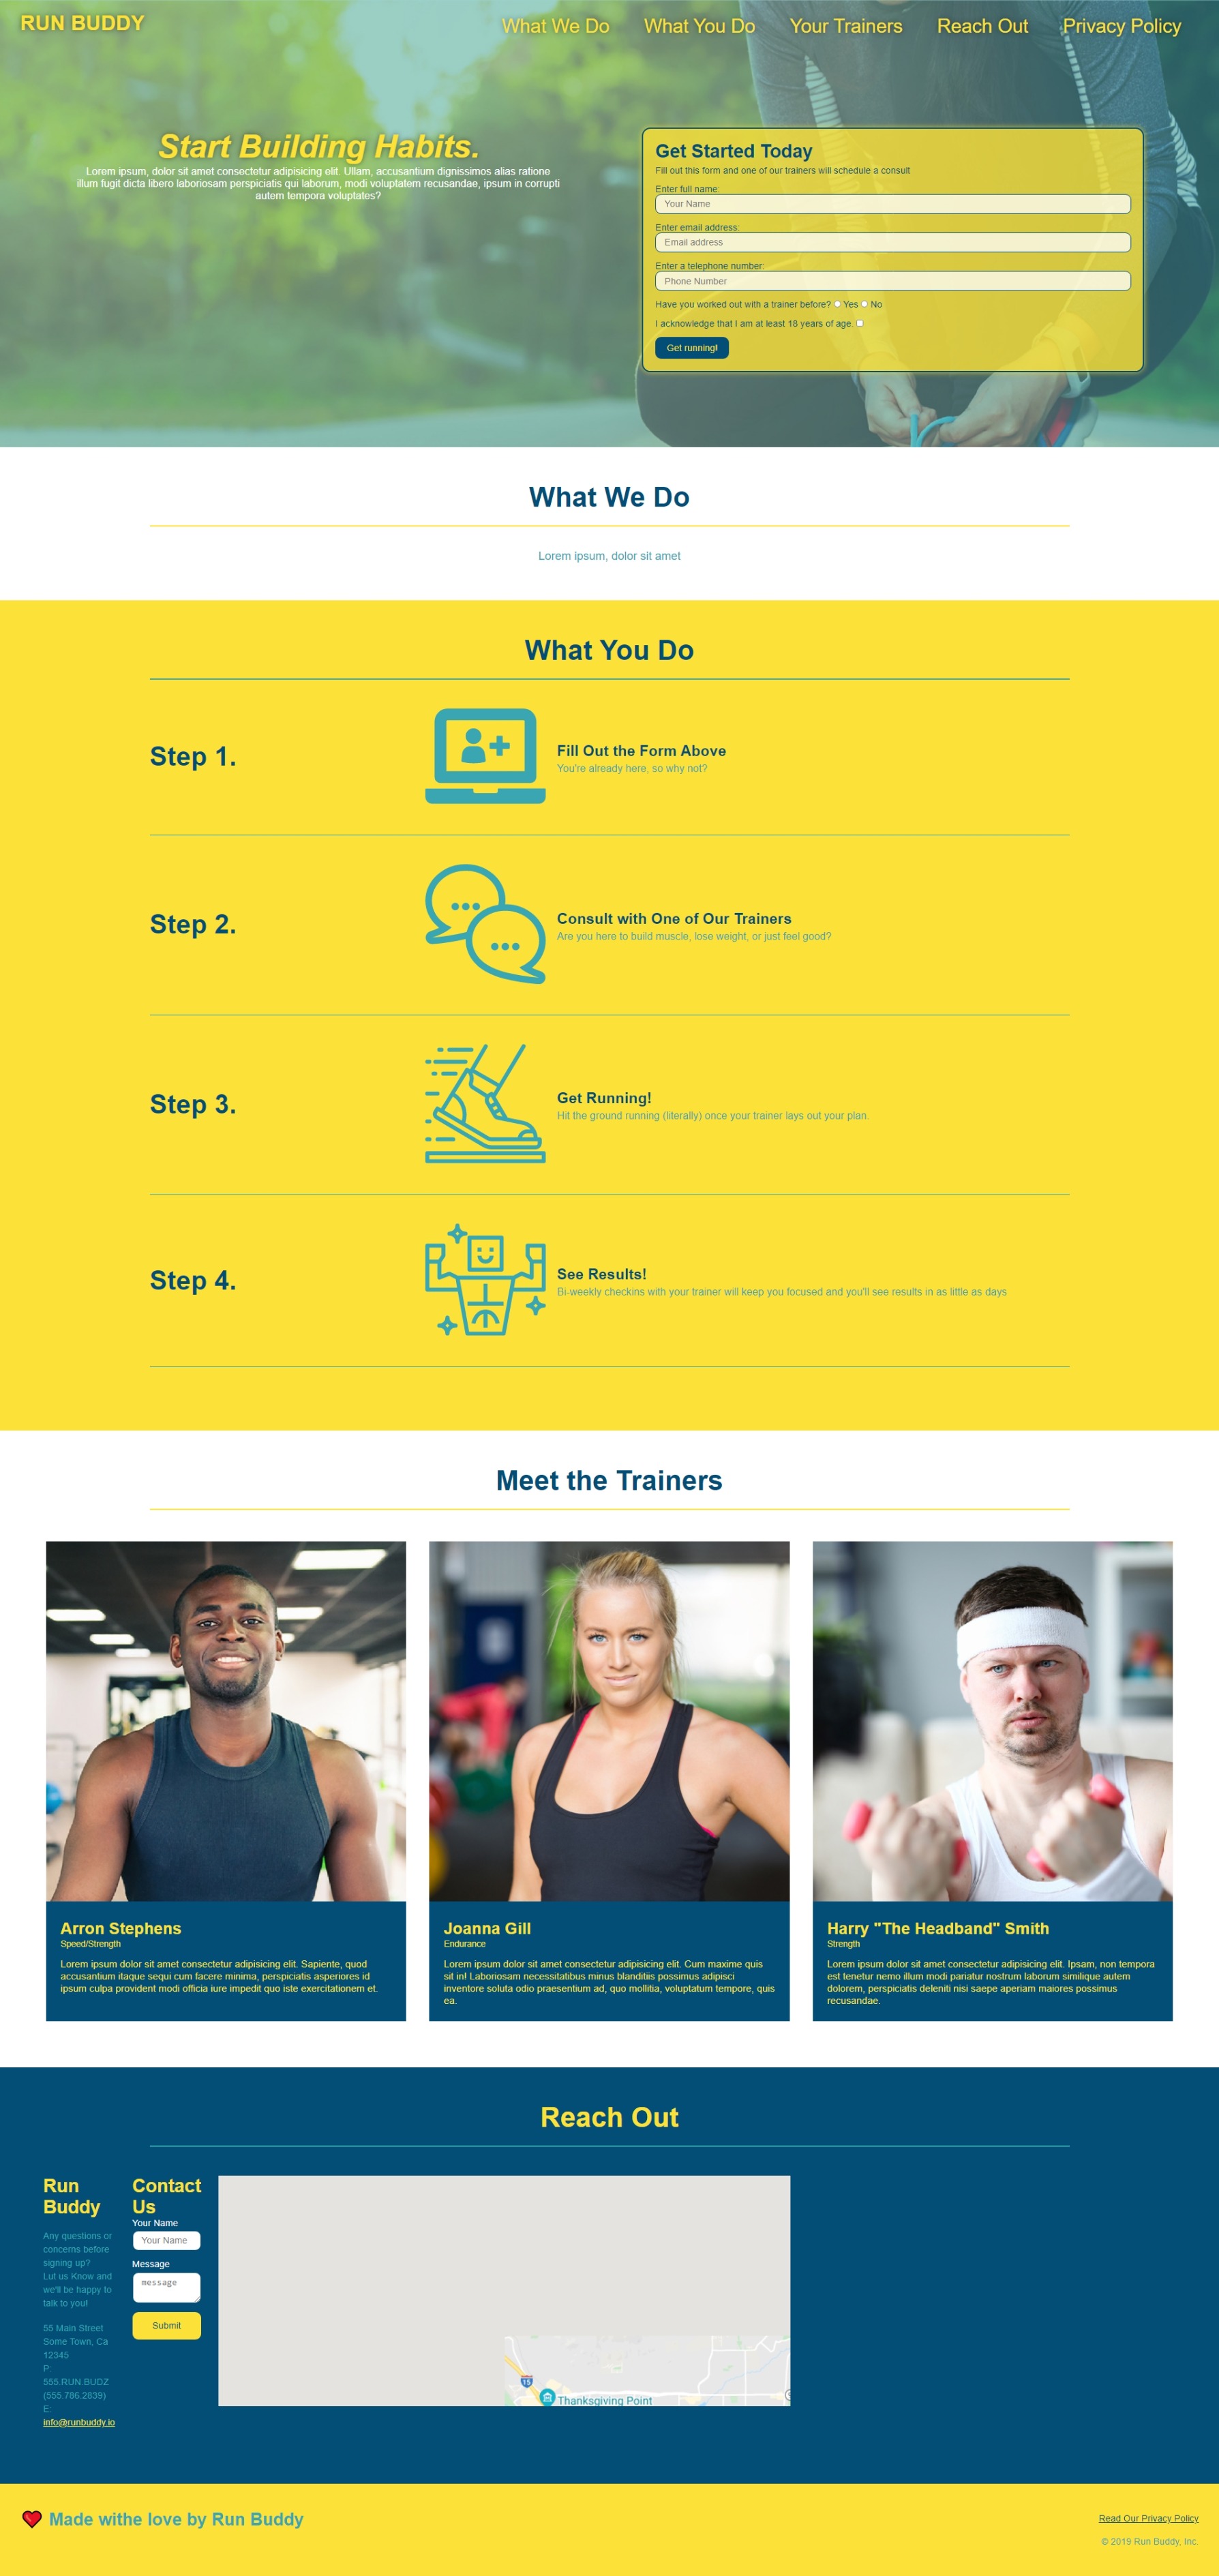 RUN BUDDY
What We Do
What You Do
Your Trainers
Reach Out
Privacy Policy
Start Building Habits.
Lorem ipsum, dolor sit amet consectetur adipisicing elit. Ullam, accusantium dignissimos alias ratione
illum fugit dicta libero laboriosam perspiciatis qui laborum, modi voluptatem recusandae, ipsum in corrupti
autem tempora voluptates?
Get Started Today
Fill out this form and one of our trainers will schedule a consult
Enter full name:
Your Name
Enter email address:
Email address
Enter a telephone number:
Phone Number
Have you worked out with a trainer before? Yes No
I acknowledge that I am at least 18 years of age.
Get running!
What We Do
Lorem ipsum, dolor sit amet
What You Do
Step 1.
Fill Out the Form Above
You're already here, so why not?
Step 2.
Consult with One of Our Trainers
Are you here to build muscle, lose weight, or just feel good?
Step 3.
Get Running!
Hit the ground running (literally) once your trainer lays out your plan.
Step 4.
See Results!
Bi-weekly checkins with your trainer will keep you focused and you'll see results in as little as days
Meet the Trainers
Arron Stephens
Speed/Strength
Lorem ipsum dolor sit amet consectetur adipisicing elit. Sapiente, quod
accusantium itaque sequi cum facere minima, perspiciatis asperiores id
ipsum culpa provident modi officia iure impedit quo iste exercitationem et.
Joanna Gill
Endurance
Lorem ipsum dolor sit amet consectetur adipisicing elit. Cum maxime quis
sit in! Laboriosam necessitatibus minus blanditiis possimus adipisci
inventore soluta odio praesentium ad, quo mollitia, voluptatum tempore, quis
ea.
Harry "The Headband" Smith
Strength
Lorem ipsum dolor sit amet consectetur adipisicing elit. Ipsam, non tempora
est tenetur nemo illum modi pariatur nostrum laborum similique autem
dolorem, perspiciatis deleniti nisi saepe aperiam maiores possimus
recusandae.
Reach Out
Run
Buddy
Any questions or
concerns before
signing up?
Lut us Know and
we'll be happy to
talk to you!
55 Main Street
Some Town, Ca
12345
P:
555.RUN.BUDZ
(555.786.2839)
E:
info@runbuddy.io
Contact
Us
Your Name
Your Name
Message
message
Submit
15
Thanksgiving Point
Made withe love by Run Buddy
Read Our Privacy Policy
© 2019 Run Buddy, Inc.